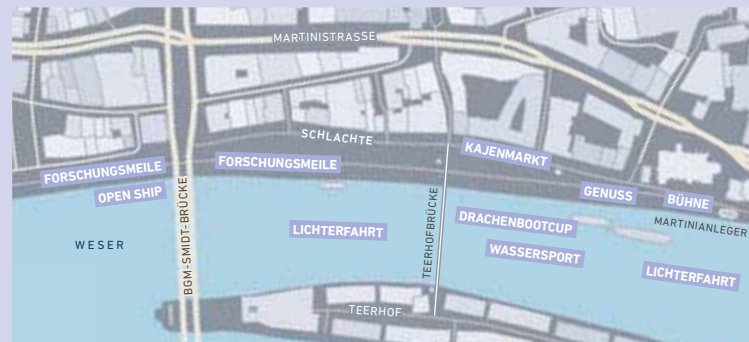 MARTINISTRASSE
SCHLACHTE
KAJENMARKT
FORSCHUNGSMEILE
FORSCHUNGSMEILE
OPEN SHIP
GENUSS
BÜHNE
BGM-SMIDT-BRÜCKE
TEERHOFBRÜCKE
DRACHENBOOTCUP
MARTINIANLEGER
LICHTERFAHRT
WESER
WASSERSPORT
LICHTERFAHRT
TEERHOF